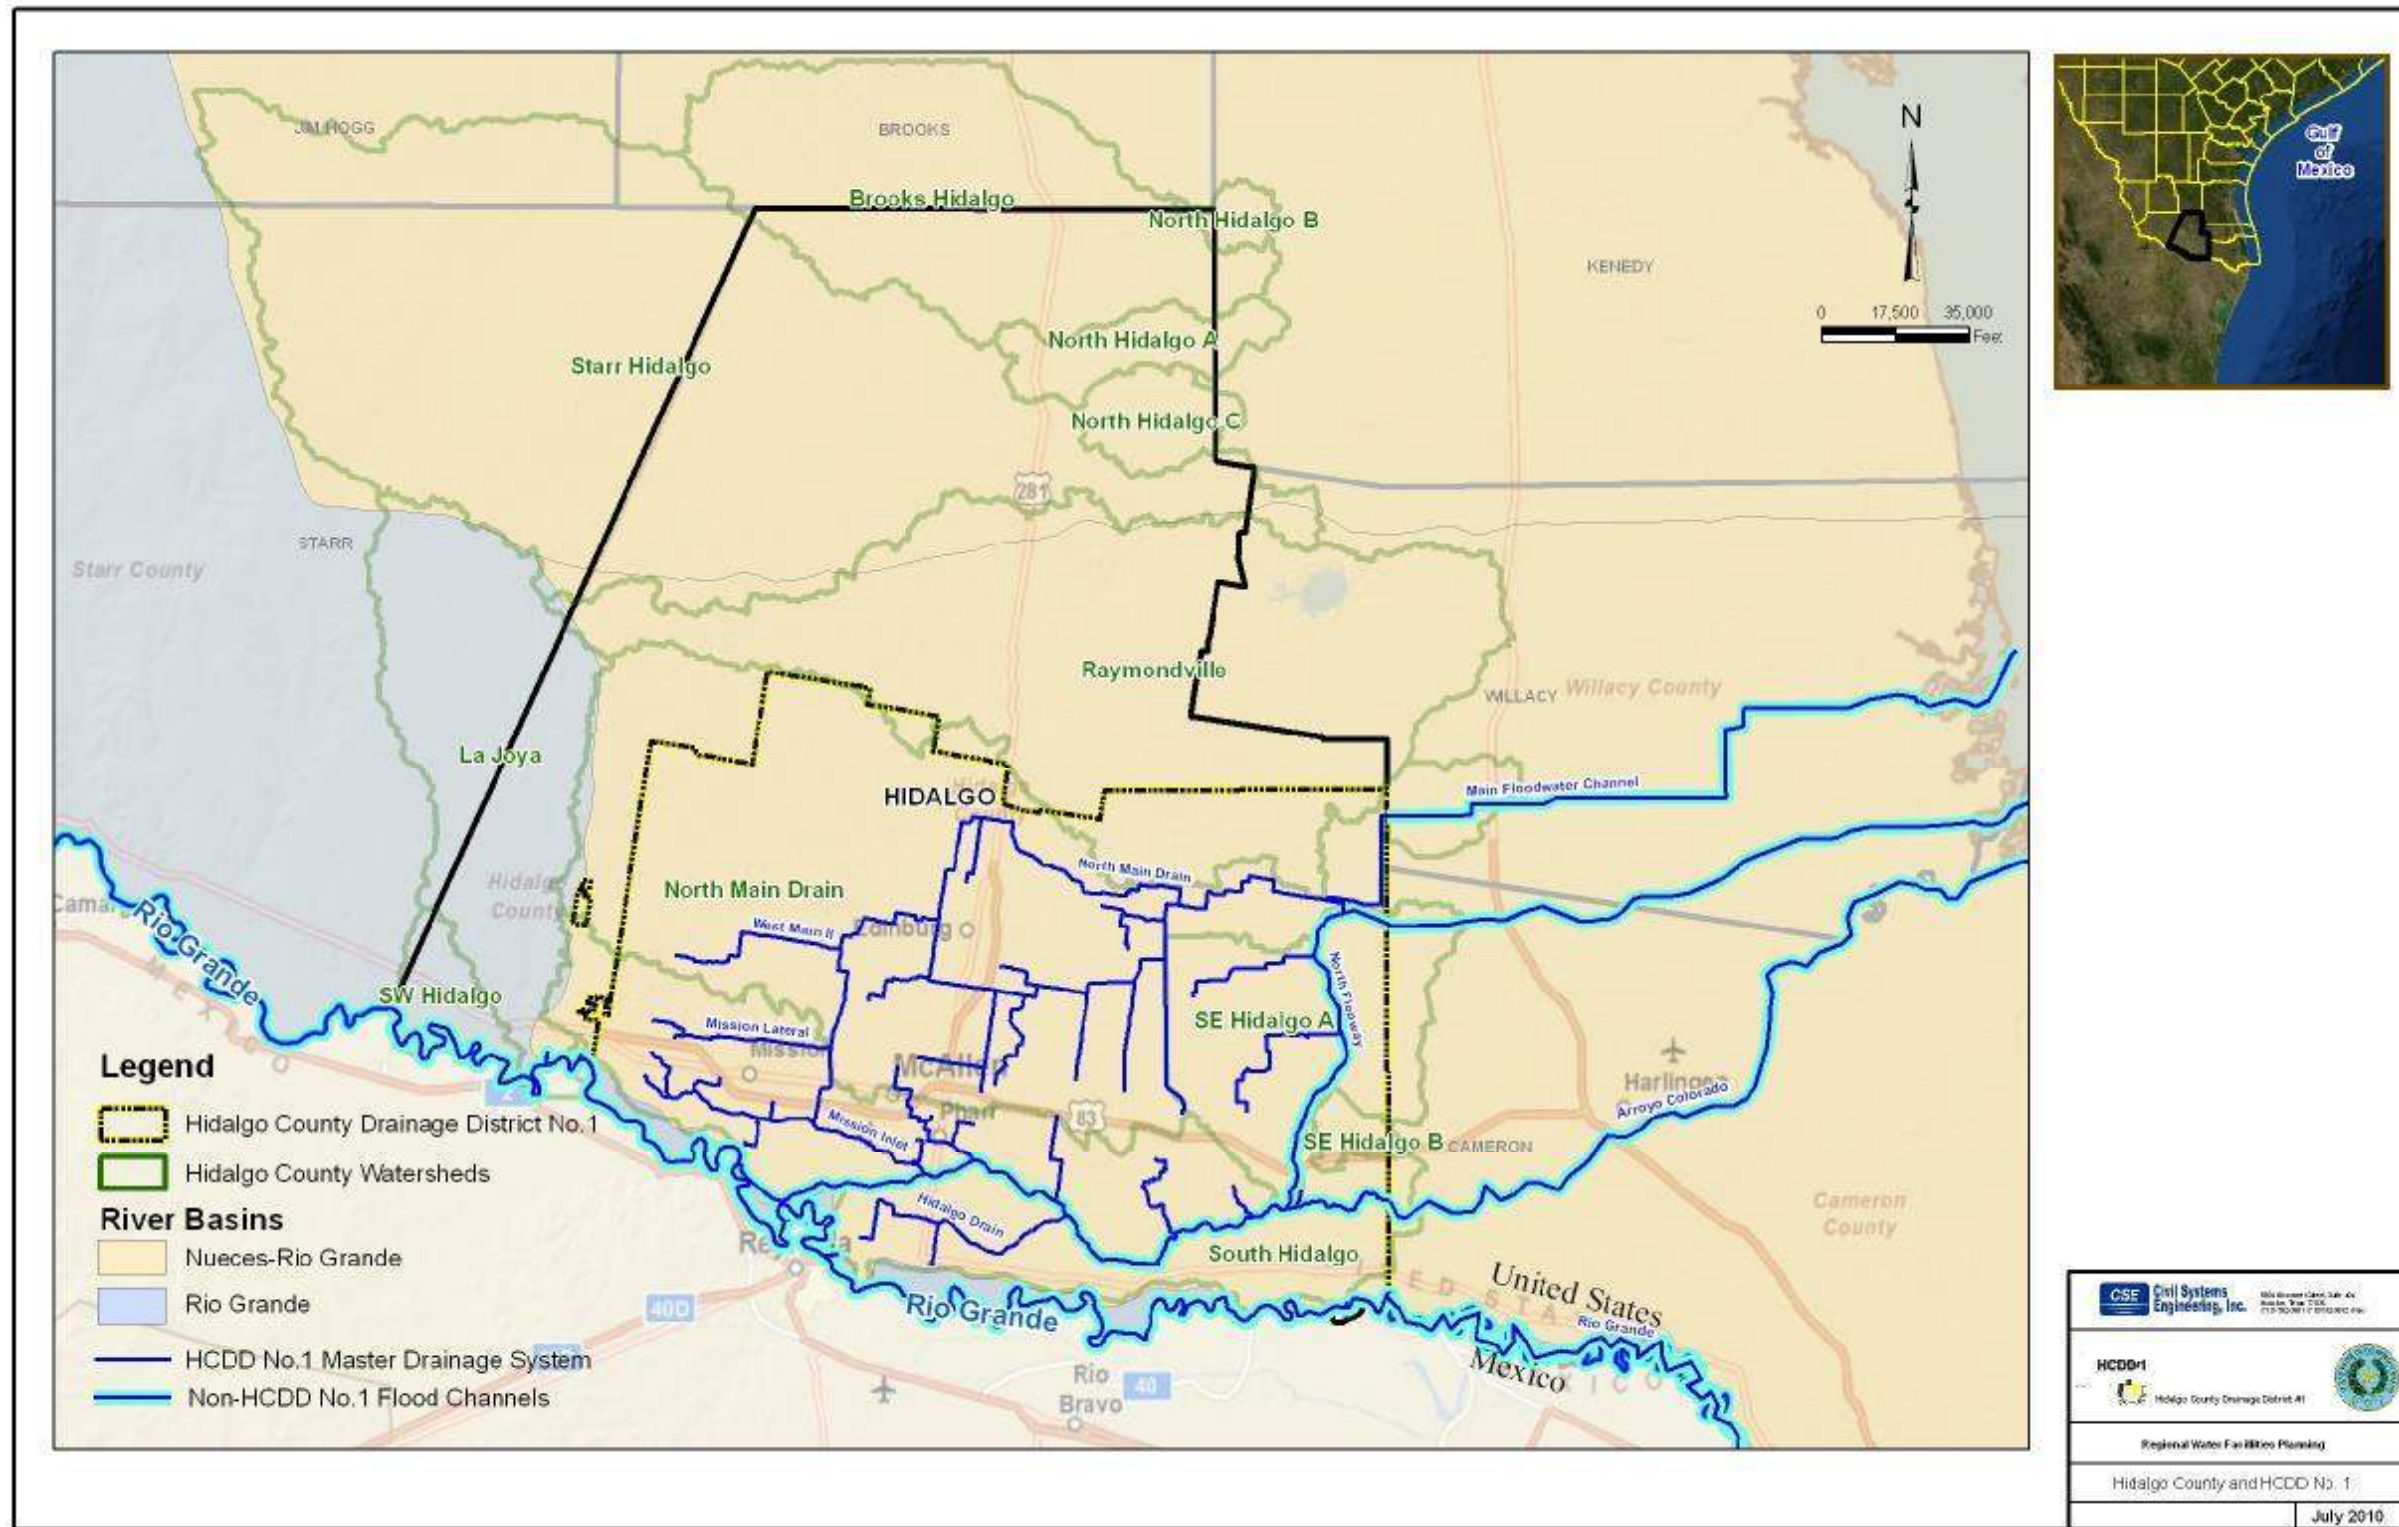 JIM HOGG
BROOKS
Brooks Hidalgo
North Hidalgo B
KENEDY
N
0 17,500 35,000
Feet
North Hidalgo A
Starr Hidalgo
North Hidalgo C
281
STARR
Starr County
Raymondville
WILLACY
Willacy County
La Joya
HIDALGO
Main Floodwater Channel
North Main Drain
North Main Drain
Hidalgo
County
West Main II
Edinburg
Rio Grande
MEXICO
SW Hidalgo
North Floodway
SE Hidalgo A
Mission Lateral
Mission
McAllen
Pharr
83
Harlingen
Arroyo Colorado
Mission Inlet
SE Hidalgo B
CAMERON
Cameron
County
Hidalgo Drain
South Hidalgo
40D
Rio Grande
United States
Rio Grande
Mexico
Rio
Bravo
40
Legend
Hidalgo County Drainage District No.1
Hidalgo County Watersheds
River Basins
Nueces-Rio Grande
Rio Grande
HCDD No.1 Master Drainage System
Non-HCDD No.1 Flood Channels
Gulf
of
Mexico
CSE Civil Systems
Engineering, Inc.
HCDD#1
Hidalgo County Drainage District #1
Regional Water Facilities Planning
Hidalgo County and HCDD No. 1
July 2010